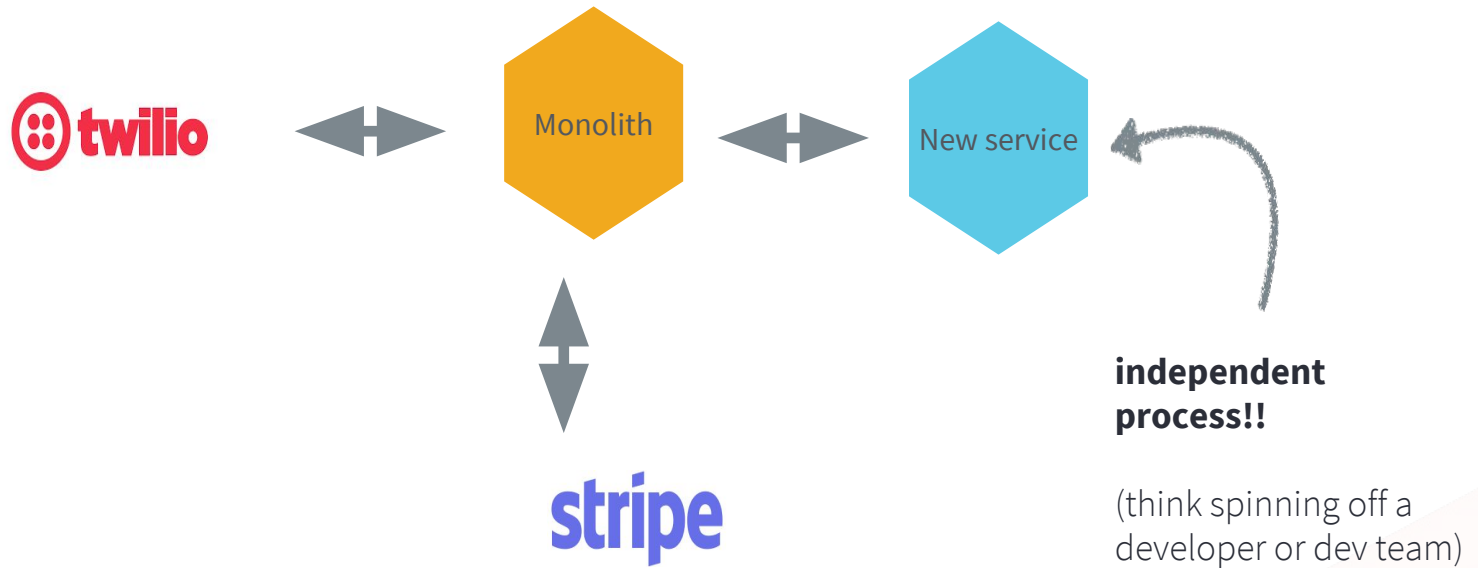 twilio
Monolith
New service
independent
process!!
(think spinning off a
developer or dev team)
stripe